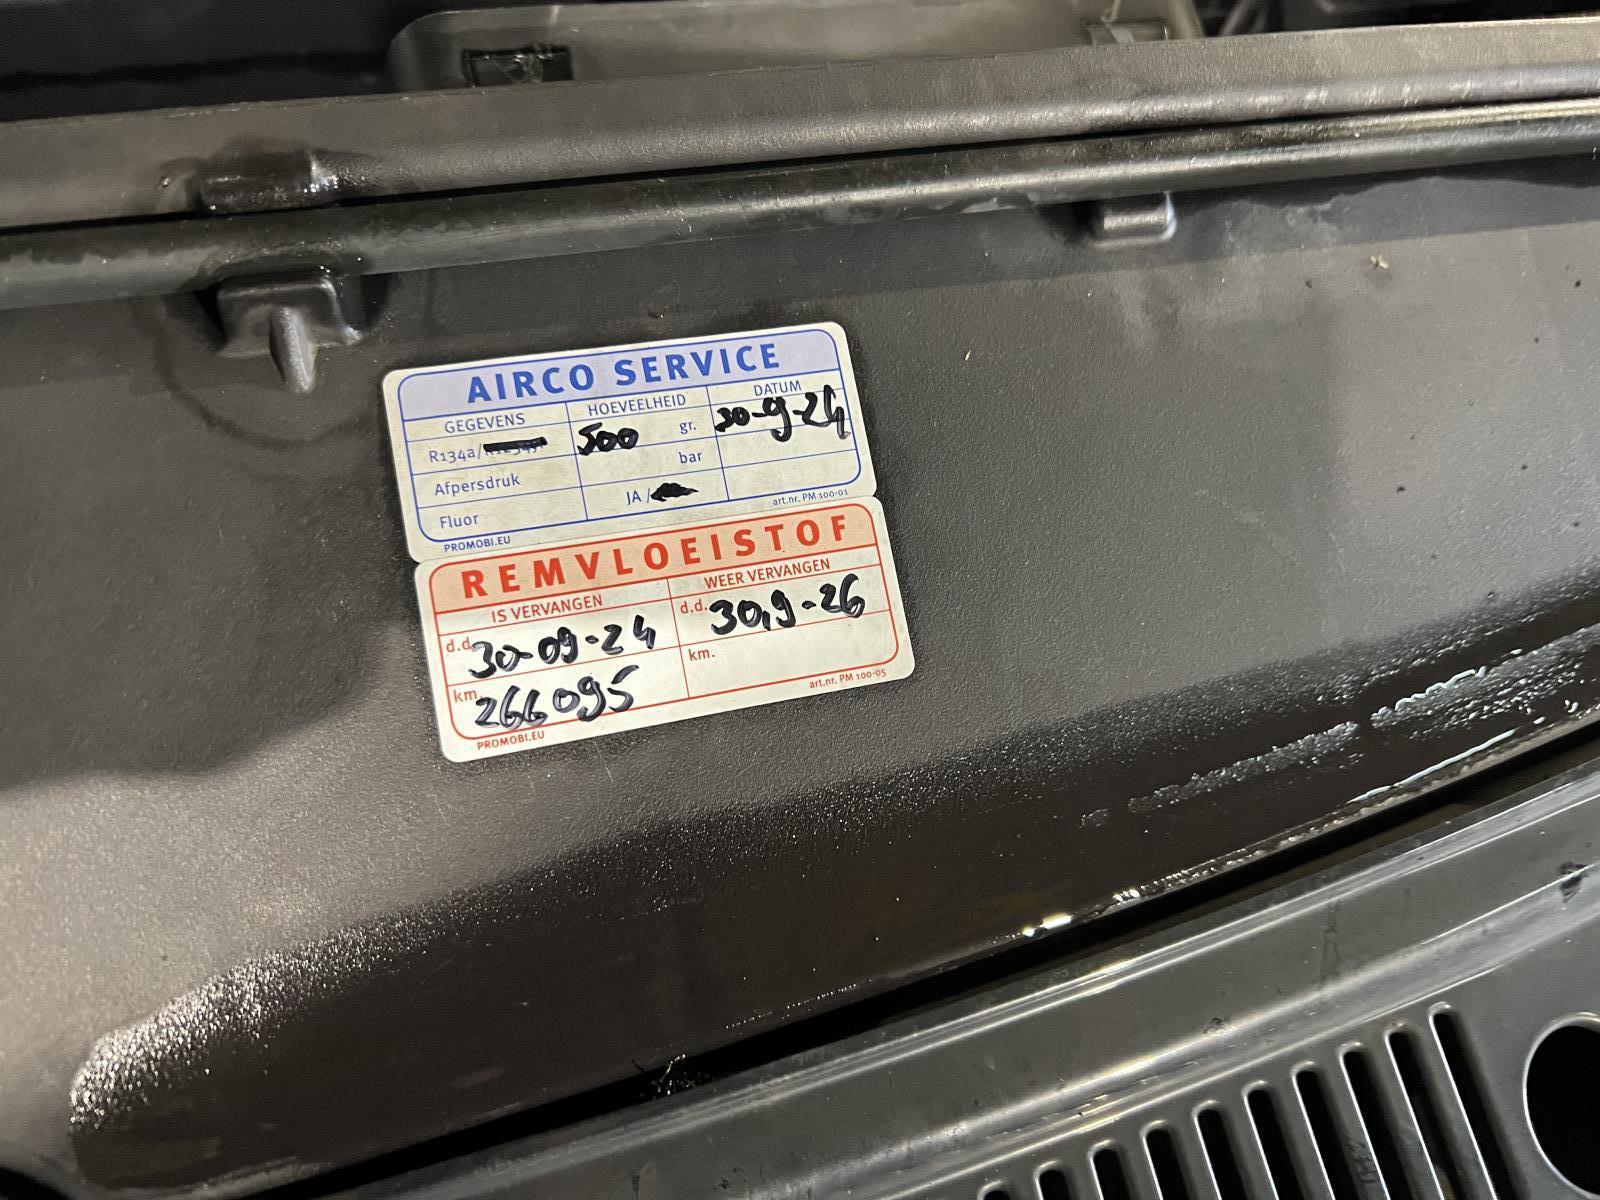 AIRCO SERVICE
GEGEVENS HOEVEELHEID DATUM
R134a/ 500 gr. 30-9-24
Afpersdruk bar
Fluor JA /
PROMOBI.EU art.nr. PM 100-01
REMVLOEISTOF
IS VERVANGEN WEER VERVANGEN
d.d. 30-09-24 d.d. 30,9-26
km. 266095 km.
PROMOBI.EU art.nr. PM 100-05